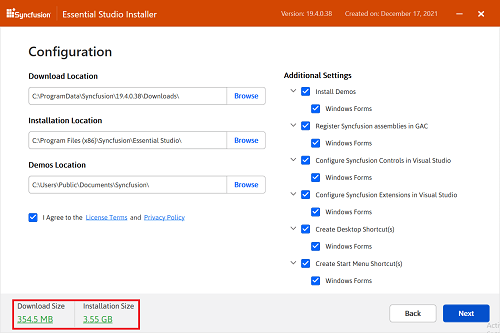 Syncfusion Essential Studio Installer Version: 19.4.0.38 Created on: December 17, 2021
Configuration
Download Location
C:\ProgramData\Syncfusion\19.4.0.38\Downloads\ Browse
Installation Location
C:\Program Files (x86)\Syncfusion\Essential Studio\ Browse
Demos Location
C:\Users\Public\Documents\Syncfusion\ Browse
I Agree to the License Terms and Privacy Policy
Additional Settings
Install Demos
Windows Forms
Register Syncfusion assemblies in GAC
Windows Forms
Configure Syncfusion Controls in Visual Studio
Windows Forms
Configure Syncfusion Extensions in Visual Studio
Windows Forms
Create Desktop Shortcut(s)
Windows Forms
Create Start Menu Shortcut(s)
Windows Forms
Download Size Installation Size
354.5 MB 3.55 GB
Back Next